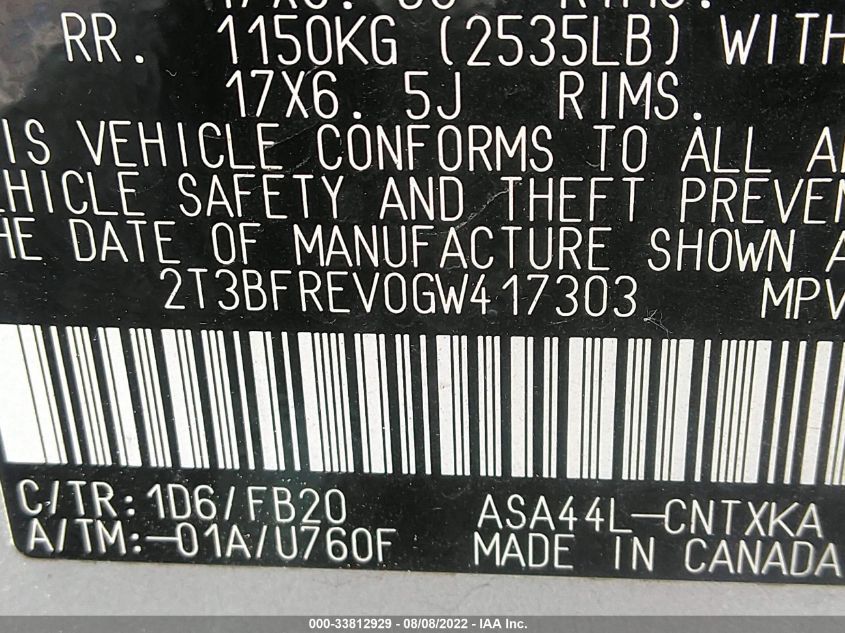 RIMS.
RR. 1150KG (2535LB) WITH
17X6. 5J RIMS.
IS VEHICLE CONFORMS TO ALL A
EHICLE SAFETY AND THEFT PREVEN
HE DATE OF MANUFACTURE SHOWN A
2T3BFREV0GW417303 MPV
C/TR: 1D6/FB20 ASA44L-CNTXKA
A/TM:-01A/U760F MADE IN CANADA
000-33812929 - 08/08/2022 - IAA Inc.